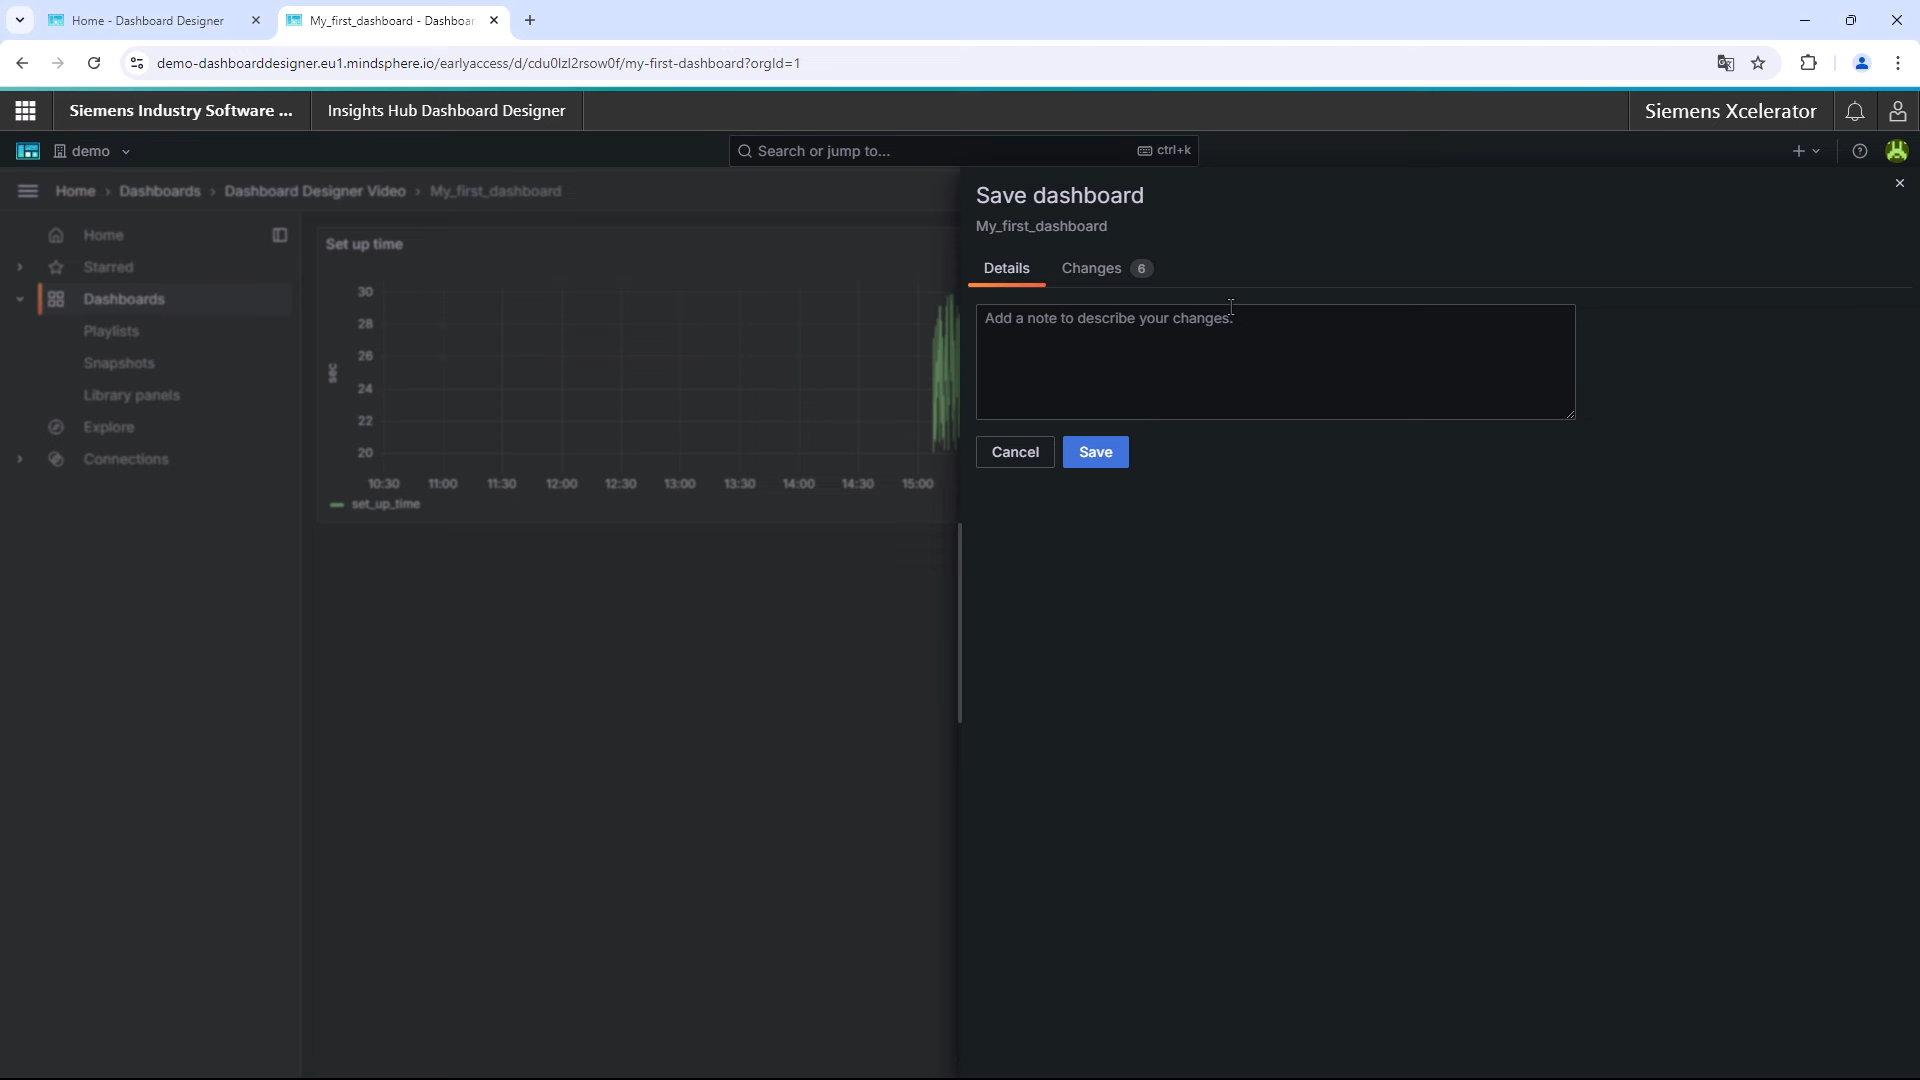 Home - Dashboard Designer
My_first_dashboard - Dashboar
demo-dashboarddesigner.eu1.mindsphere.io/earlyaccess/d/cdu0lzl2rsow0f/my-first-dashboard?orgId=1
Siemens Industry Software ...
Insights Hub Dashboard Designer
Siemens Xcelerator
demo
Search or jump to...
ctrl+k
Home › Dashboards › Dashboard Designer Video › My_first_dashboard
Home
Starred
Dashboards
Playlists
Snapshots
Library panels
Explore
Connections
Set up time
30
28
26
24
22
20
sec
10:30 11:00 11:30 12:00 12:30 13:00 13:30 14:00 14:30 15:00
set_up_time
Save dashboard
My_first_dashboard
Details
Changes 6
Add a note to describe your changes.
Cancel
Save